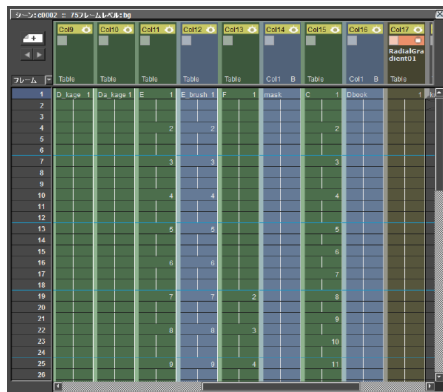 シーン:c0002 :: 75フレームレベル:bg
Col9 Col10 Col11 Col12 Col13 Col14 Col15 Col16 Col17
RadialGra
dient01
フレーム Table Table Table Table Table Col1 B Table Col1 B Table
1 D_kage 1 Da_kage 1 E 1 E_brush 1 F 1 mask C 1 Dbook
2
3
4 2 2 2
5
6
7 3 3 3
8
9
10 4 4 4
11
12
13 5 5 5
14
15 6
16 6 6
17 7
18
19 7 7 2 8
20
21 9
22 8 8 3
23 10
24
25 9 9 4 11
26